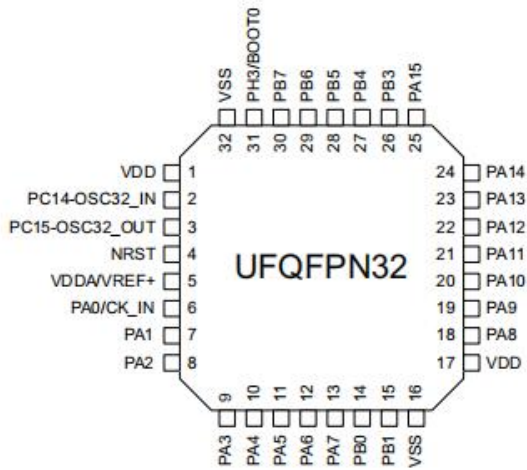 VSS
PH3/BOOT0
PB7
PB6
PB5
PB4
PB3
PA15
32 31 30 29 28 27 26 25
VDD 1
PC14-OSC32_IN 2
PC15-OSC32_OUT 3
NRST 4
VDDA/VREF+ 5
PA0/CK_IN 6
PA1 7
PA2 8
UFQFPN32
24 PA14
23 PA13
22 PA12
21 PA11
20 PA10
19 PA9
18 PA8
17 VDD
9 10 11 12 13 14 15 16
PA3
PA4
PA5
PA6
PA7
PB0
PB1
VSS